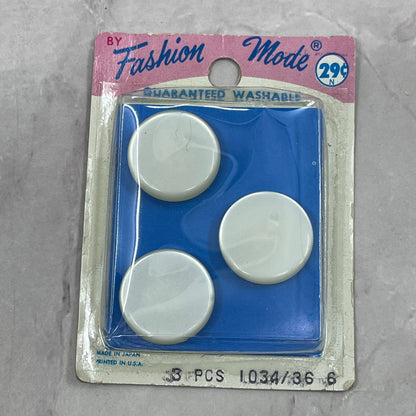 BY
Fashion Mode®
29¢
N
GUARANTEED WASHABLE
MADE IN JAPAN
PRINTED IN U.S.A.
3 PCS 1034/36 6